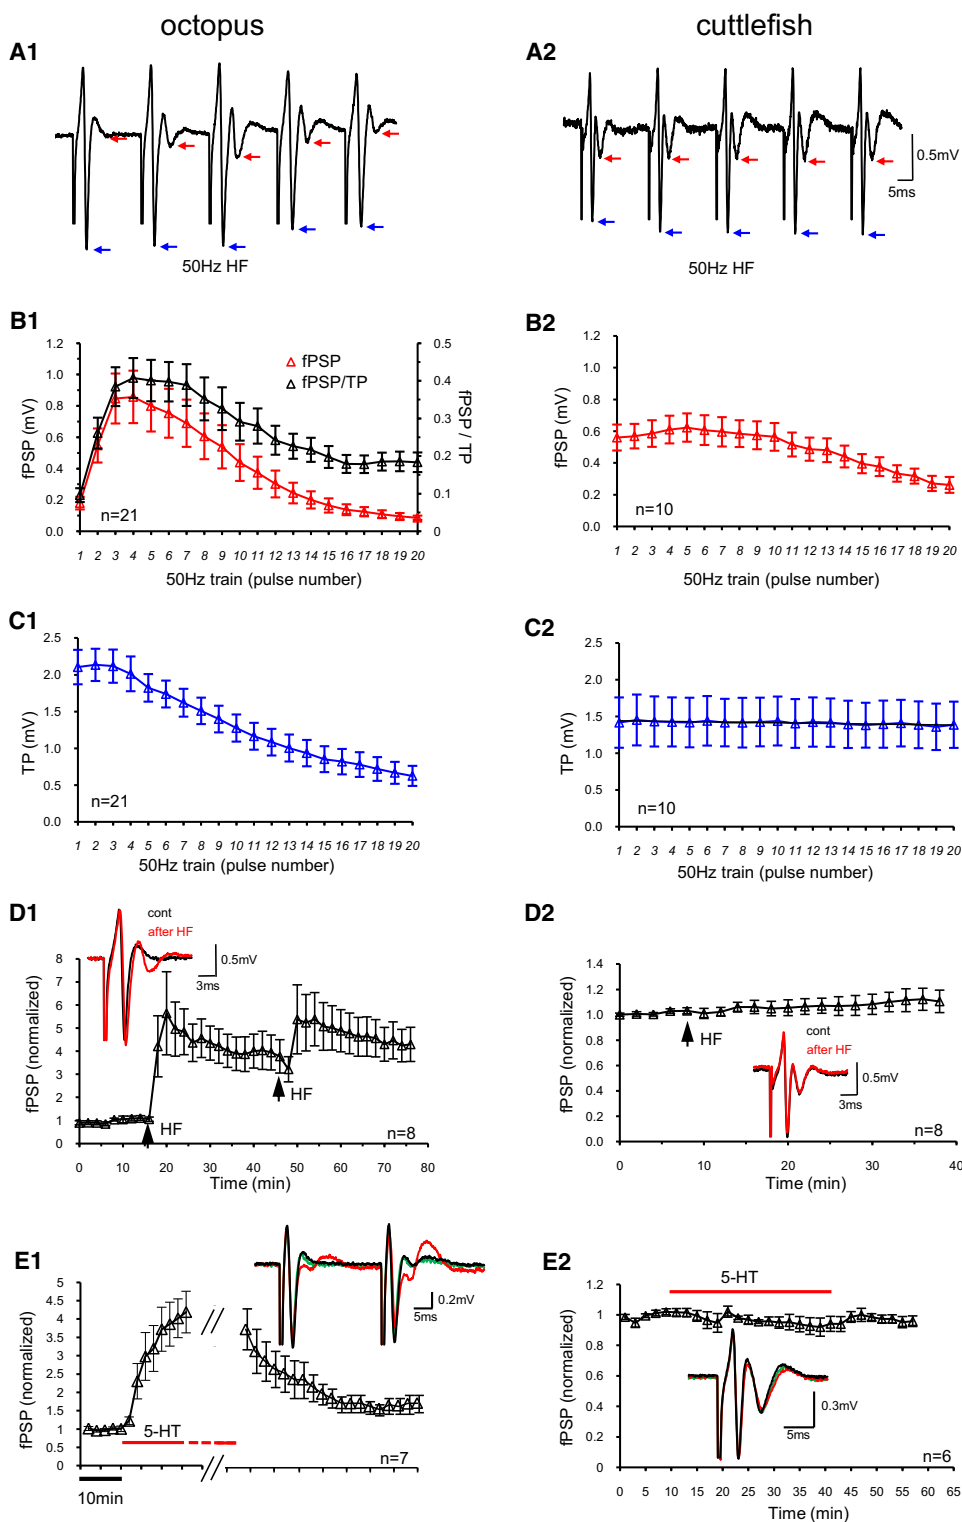 octopus
cuttlefish
A1
A2
0.5mV
5ms
50Hz HF
50Hz HF
B1
B2
1.2
1.0
0.8
0.6
0.4
0.2
0.0
fPSP (mV)
fPSP
fPSP/TP
0.5
0.4
0.3
0.2
0.1
0
fPSP / TP
n=21
1 2 3 4 5 6 7 8 9 10 11 12 13 14 15 16 17 18 19 20
50Hz train (pulse number)
1.2
1.0
0.8
0.6
0.4
0.2
0.0
fPSP (mV)
n=10
1 2 3 4 5 6 7 8 9 10 11 12 13 14 15 16 17 18 19 20
50Hz train (pulse number)
C1
C2
2.5
2.0
1.5
1.0
0.5
0.0
TP (mV)
n=21
1 2 3 4 5 6 7 8 9 10 11 12 13 14 15 16 17 18 19 20
50Hz train (pulse number)
2.5
2.0
1.5
1.0
0.5
0.0
TP (mV)
n=10
1 2 3 4 5 6 7 8 9 10 11 12 13 14 15 16 17 18 19 20
50Hz train (pulse number)
D1
D2
cont
after HF
0.5mV
3ms
8
7
6
5
4
3
2
1
0
fPSP (normalized)
HF
HF
n=8
0 10 20 30 40 50 60 70 80
Time (min)
1.4
1.2
1.0
0.8
0.6
0.4
0.2
0.0
fPSP (normalized)
HF
cont
after HF
0.5mV
3ms
n=8
0 10 20 30 40
Time (min)
E1
E2
0.2mV
5ms
5
4.5
4
3.5
3
2.5
2
1.5
1
0.5
0
fPSP (normalized)
5-HT
n=7
10min
5-HT
1.2
1
0.8
0.6
0.4
0.2
0
fPSP (normalized)
0.3mV
5ms
n=6
0 5 10 15 20 25 30 35 40 45 50 55 60 65
Time (min)